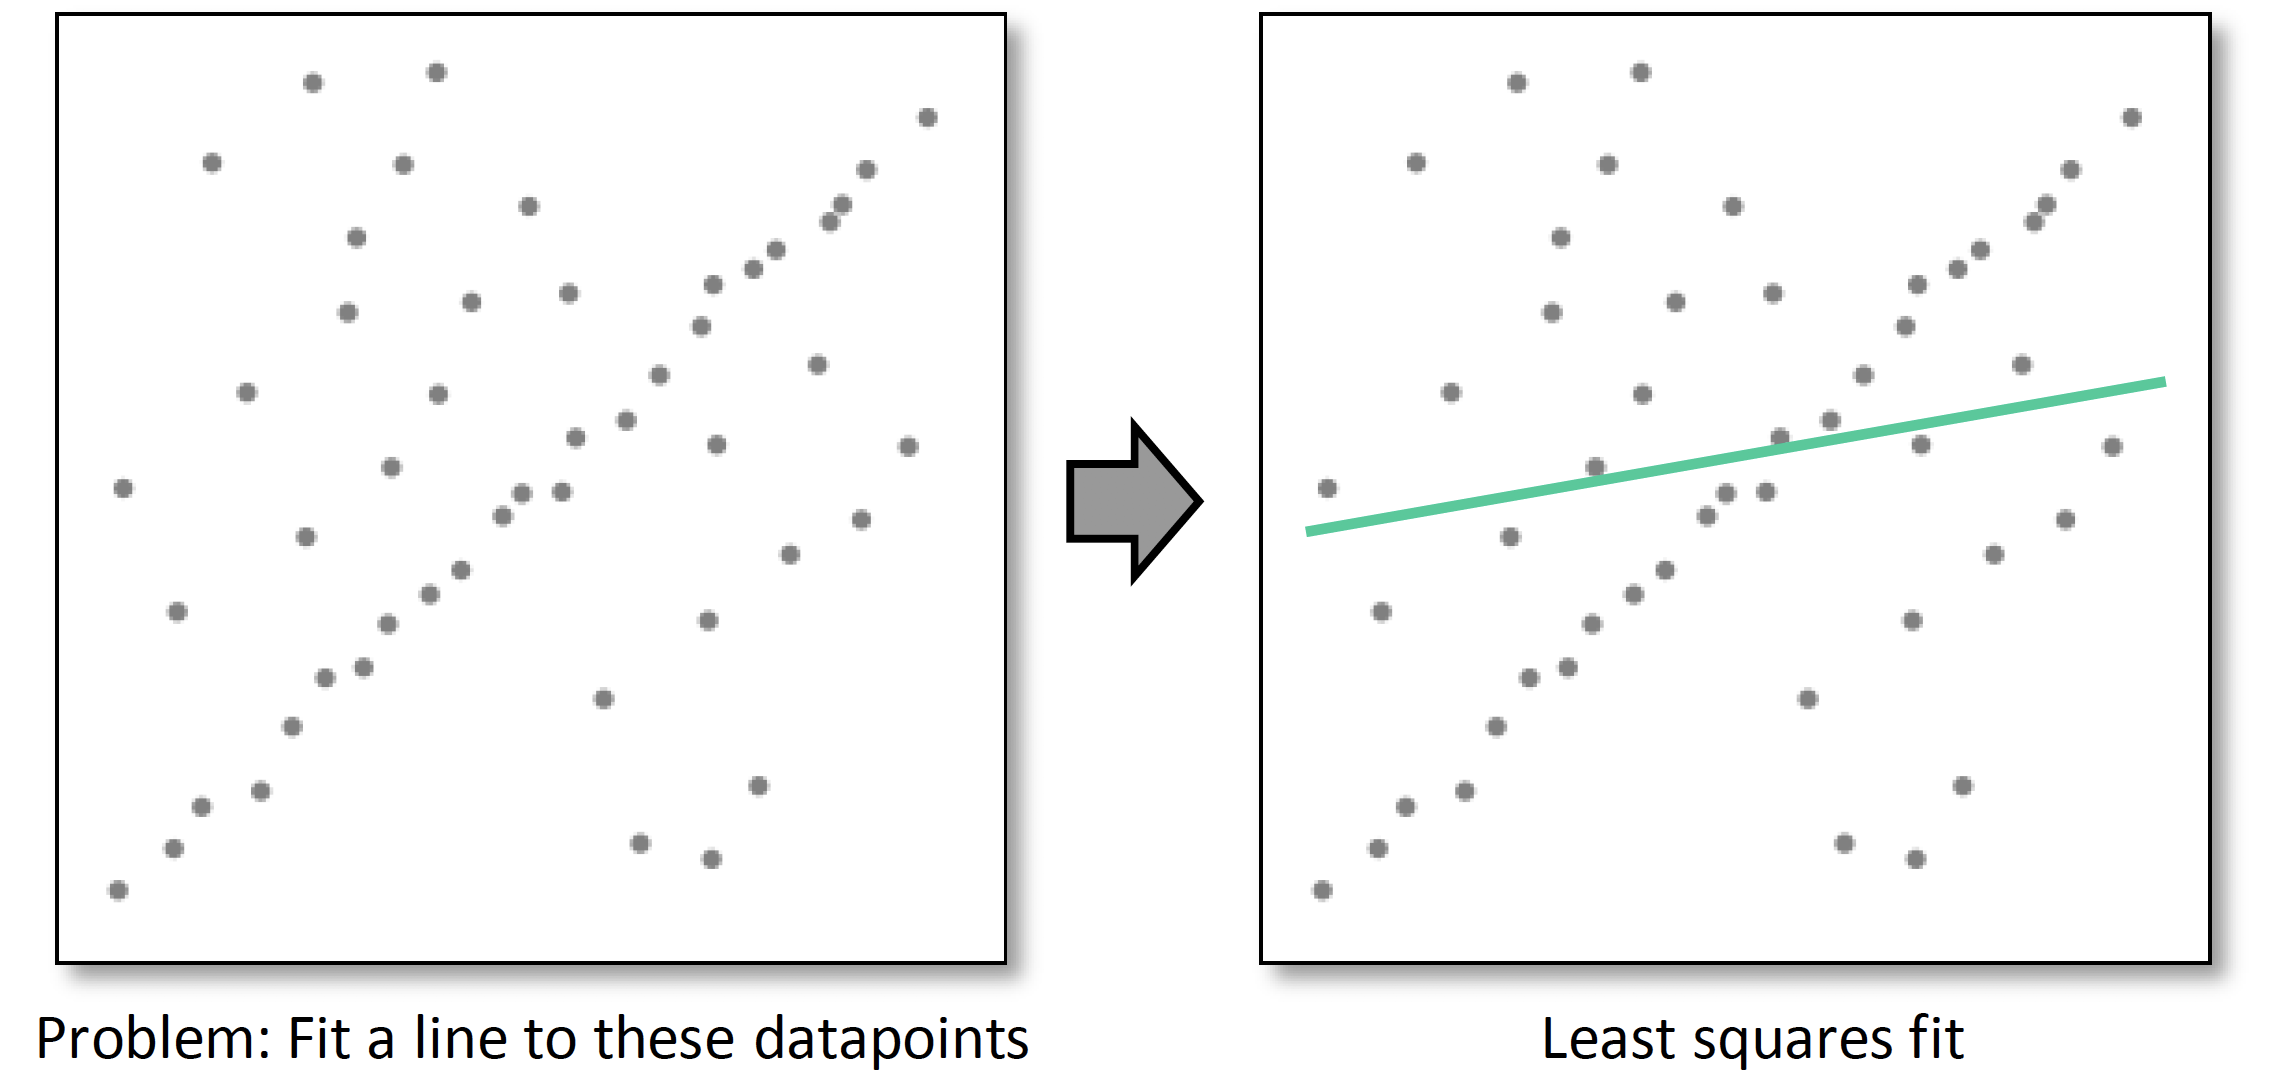 Problem: Fit a line to these datapoints
Least squares fit